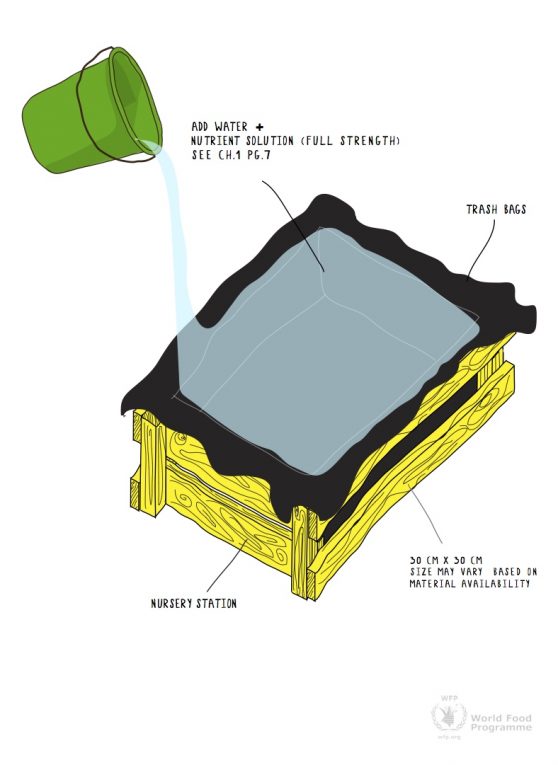 ADD WATER +
NUTRIENT SOLUTION (FULL STRENGTH)
SEE CH.1 PG.7
TRASH BAGS
30 CM X 30 CM
SIZE MAY VARY BASED ON
MATERIAL AVAILABILITY
NURSERY STATION
WFP
wfp.org
World Food
Programme